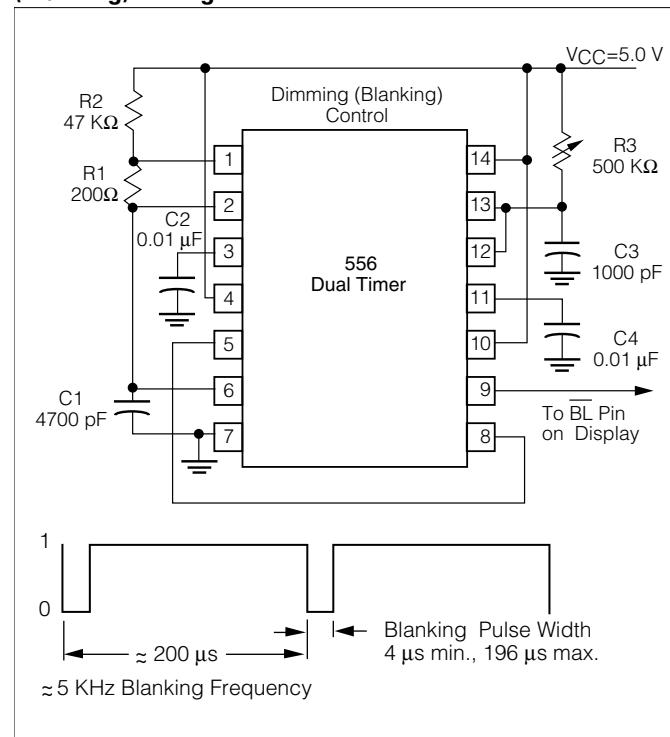 VCC=5.0 V
Dimming (Blanking)
Control
R2
47 KΩ
R1
200Ω
C2
0.01 µF
R3
500 KΩ
1
2
3
4
5
6
7
14
13
12
11
10
9
8
556
Dual Timer
C3
1000 pF
C4
0.01 µF
C1
4700 pF
To B̅L̅ Pin
on Display
1
0
≈ 200 µs
Blanking Pulse Width
4 µs min., 196 µs max.
≈ 5 KHz Blanking Frequency